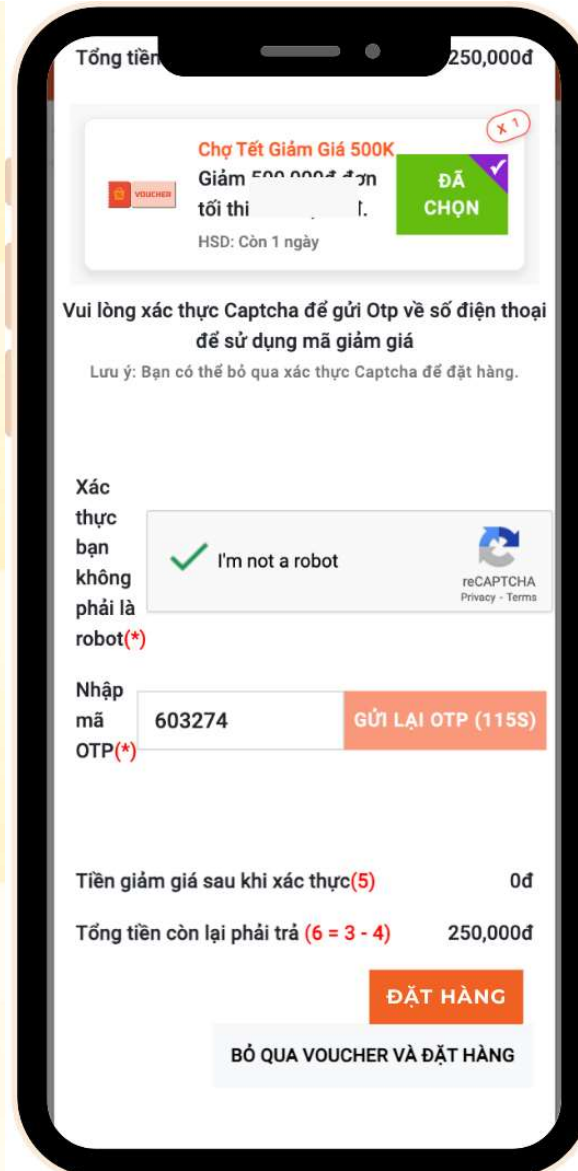 Tổng tiền 250,000đ
X 1
Chợ Tết Giảm Giá 500K
Giảm 500,000đ đơn
tối thi
HSD: Còn 1 ngày
VOUCHER
ĐÃ
CHỌN
Vui lòng xác thực Captcha để gửi Otp về số điện thoại
để sử dụng mã giảm giá
Lưu ý: Bạn có thể bỏ qua xác thực Captcha để đặt hàng.
Xác
thực
bạn
không
phải là
robot(*)
I'm not a robot
reCAPTCHA
Privacy - Terms
Nhập
mã
OTP(*)
603274
GỬI LẠI OTP (115S)
Tiền giảm giá sau khi xác thực(5) 0đ
Tổng tiền còn lại phải trả (6 = 3 - 4) 250,000đ
ĐẶT HÀNG
BỎ QUA VOUCHER VÀ ĐẶT HÀNG